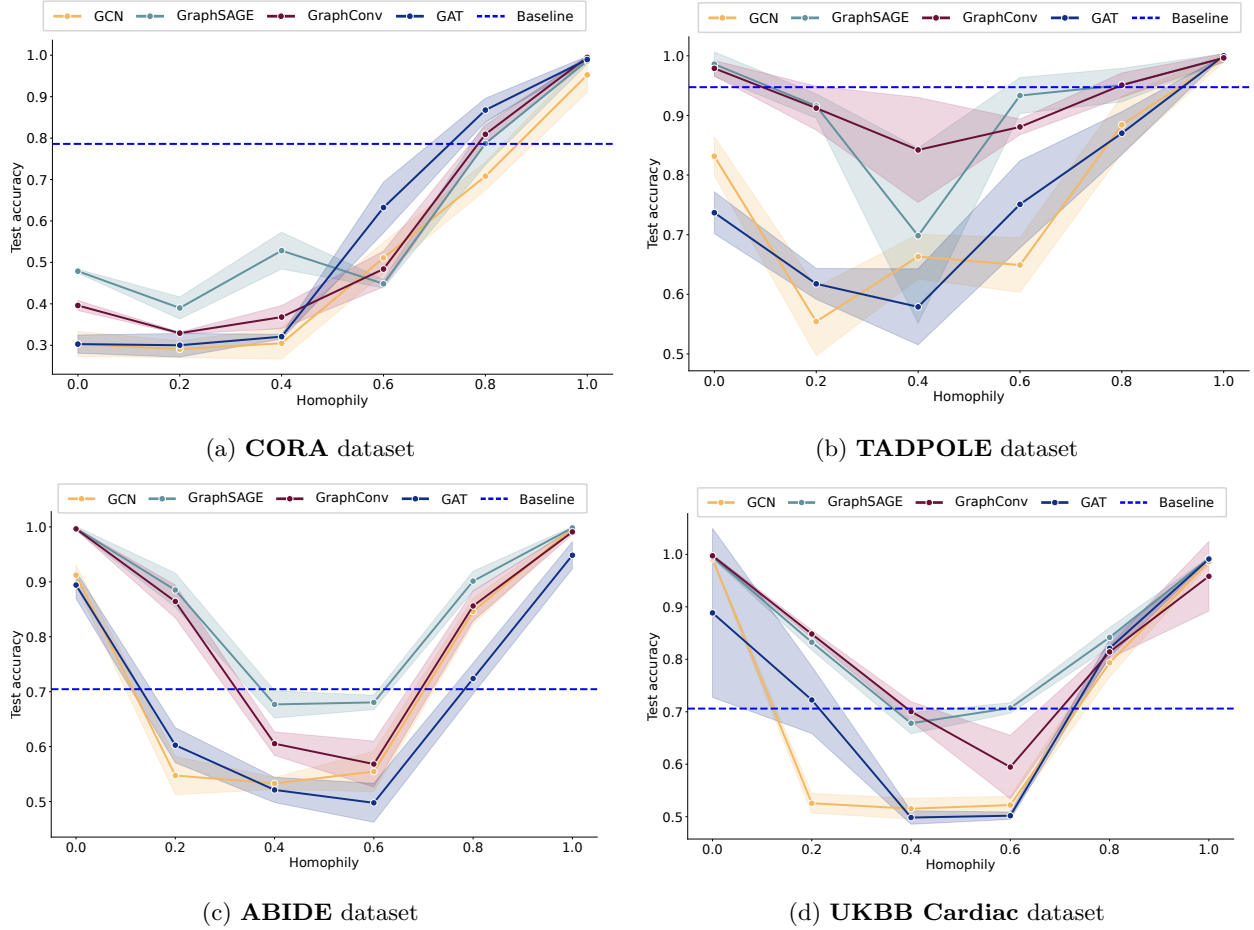 GCN GraphSAGE GraphConv GAT Baseline
1.0
0.9
0.8
0.7
0.6
0.5
0.4
0.3
Test accuracy
0.0 0.2 0.4 0.6 0.8 1.0
Homophily
(a) CORA dataset
GCN GraphSAGE GraphConv GAT Baseline
1.0
0.9
0.8
0.7
0.6
0.5
Test accuracy
0.0 0.2 0.4 0.6 0.8 1.0
Homophily
(b) TADPOLE dataset
GCN GraphSAGE GraphConv GAT Baseline
1.0
0.9
0.8
0.7
0.6
0.5
Test accuracy
0.0 0.2 0.4 0.6 0.8 1.0
Homophily
(c) ABIDE dataset
GCN GraphSAGE GraphConv GAT Baseline
1.0
0.9
0.8
0.7
0.6
0.5
Test accuracy
0.0 0.2 0.4 0.6 0.8 1.0
Homophily
(d) UKBB Cardiac dataset